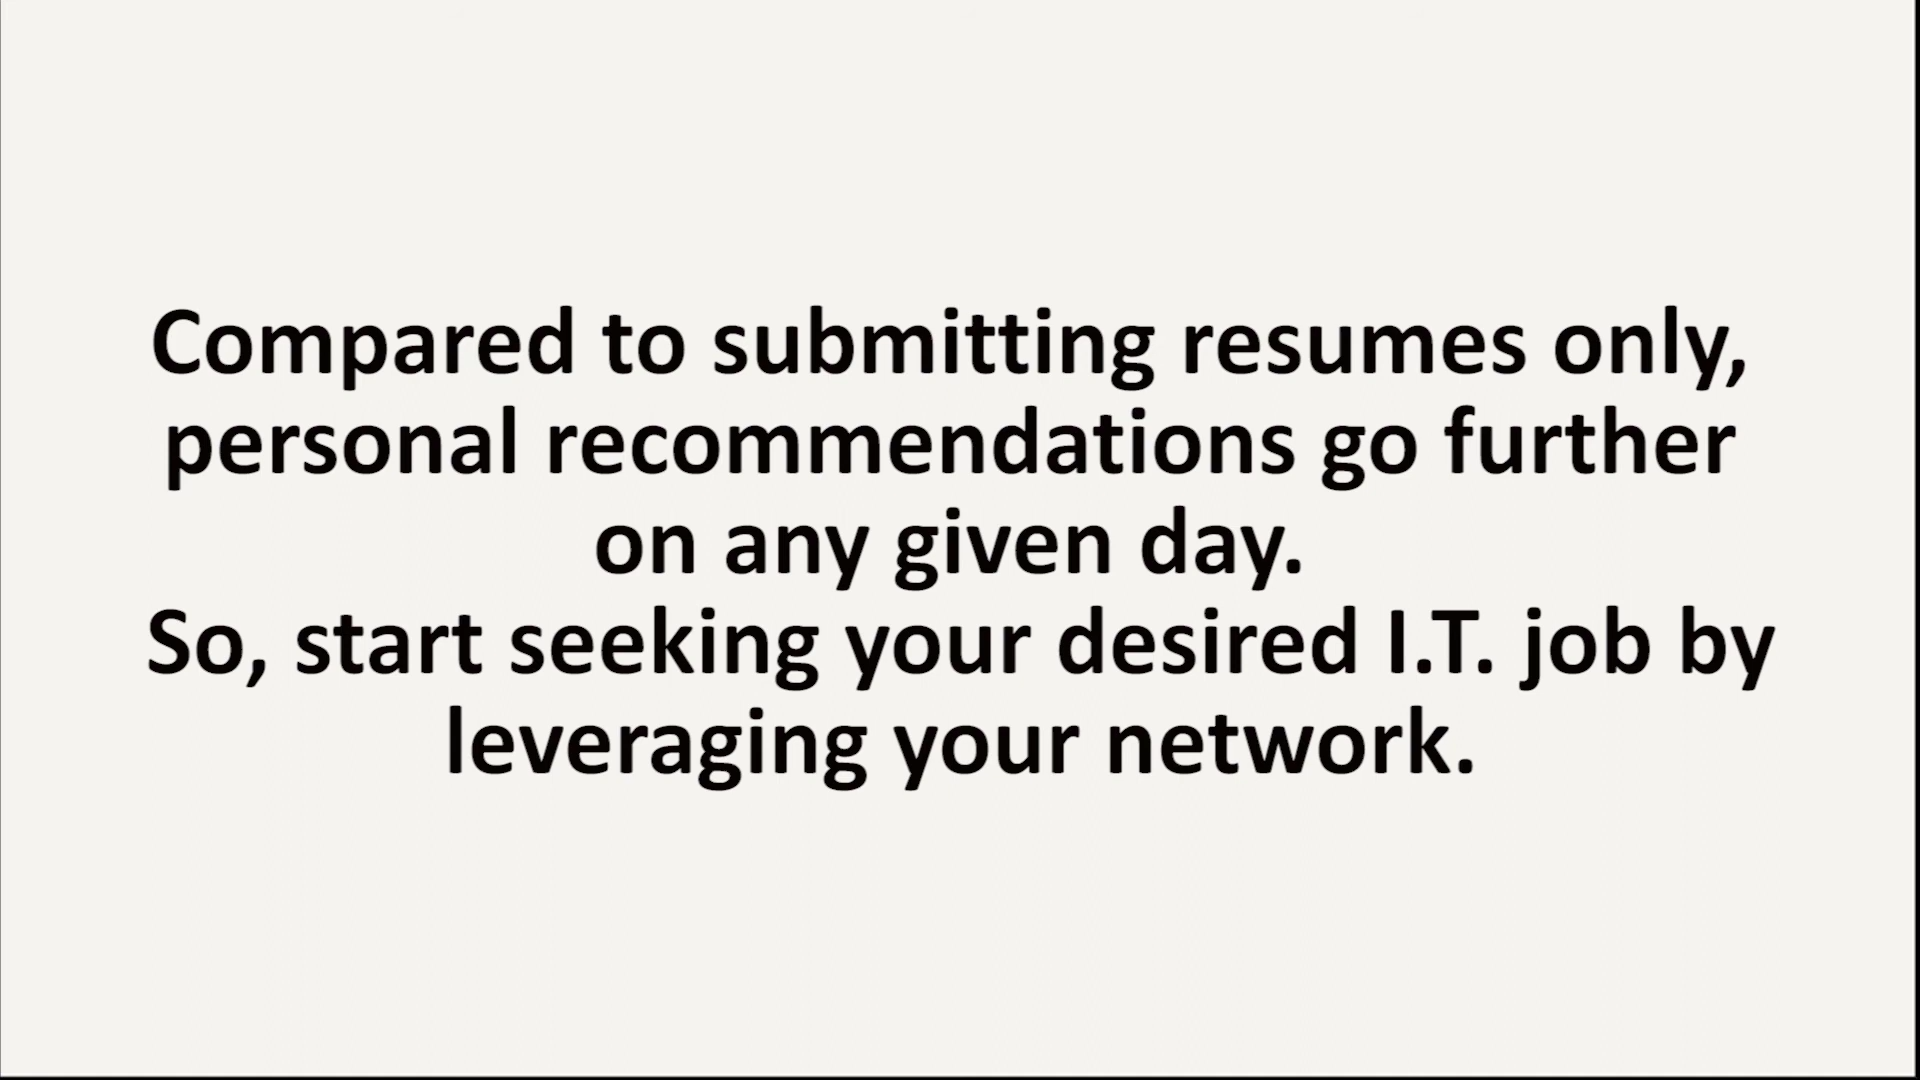 Compared to submitting resumes only,
personal recommendations go further
on any given day.
So, start seeking your desired I.T. job by
leveraging your network.